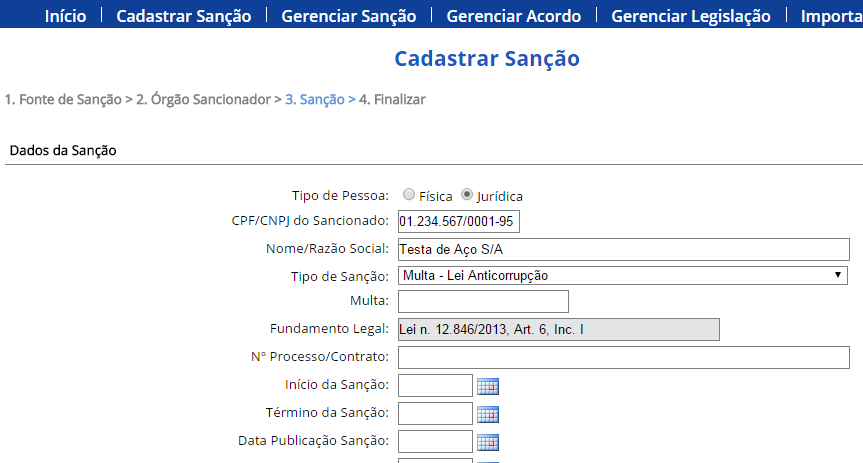 Início | Cadastrar Sanção | Gerenciar Sanção | Gerenciar Acordo | Gerenciar Legislação | Importa
Cadastrar Sanção
1. Fonte de Sanção > 2. Órgão Sancionador > 3. Sanção > 4. Finalizar
Dados da Sanção
Tipo de Pessoa: Física Jurídica
CPF/CNPJ do Sancionado: 01.234.567/0001-95
Nome/Razão Social: Testa de Aço S/A
Tipo de Sanção: Multa - Lei Anticorrupção
Multa:
Fundamento Legal: Lei n. 12.846/2013, Art. 6, Inc. I
Nº Processo/Contrato:
Início da Sanção:
Término da Sanção:
Data Publicação Sanção: